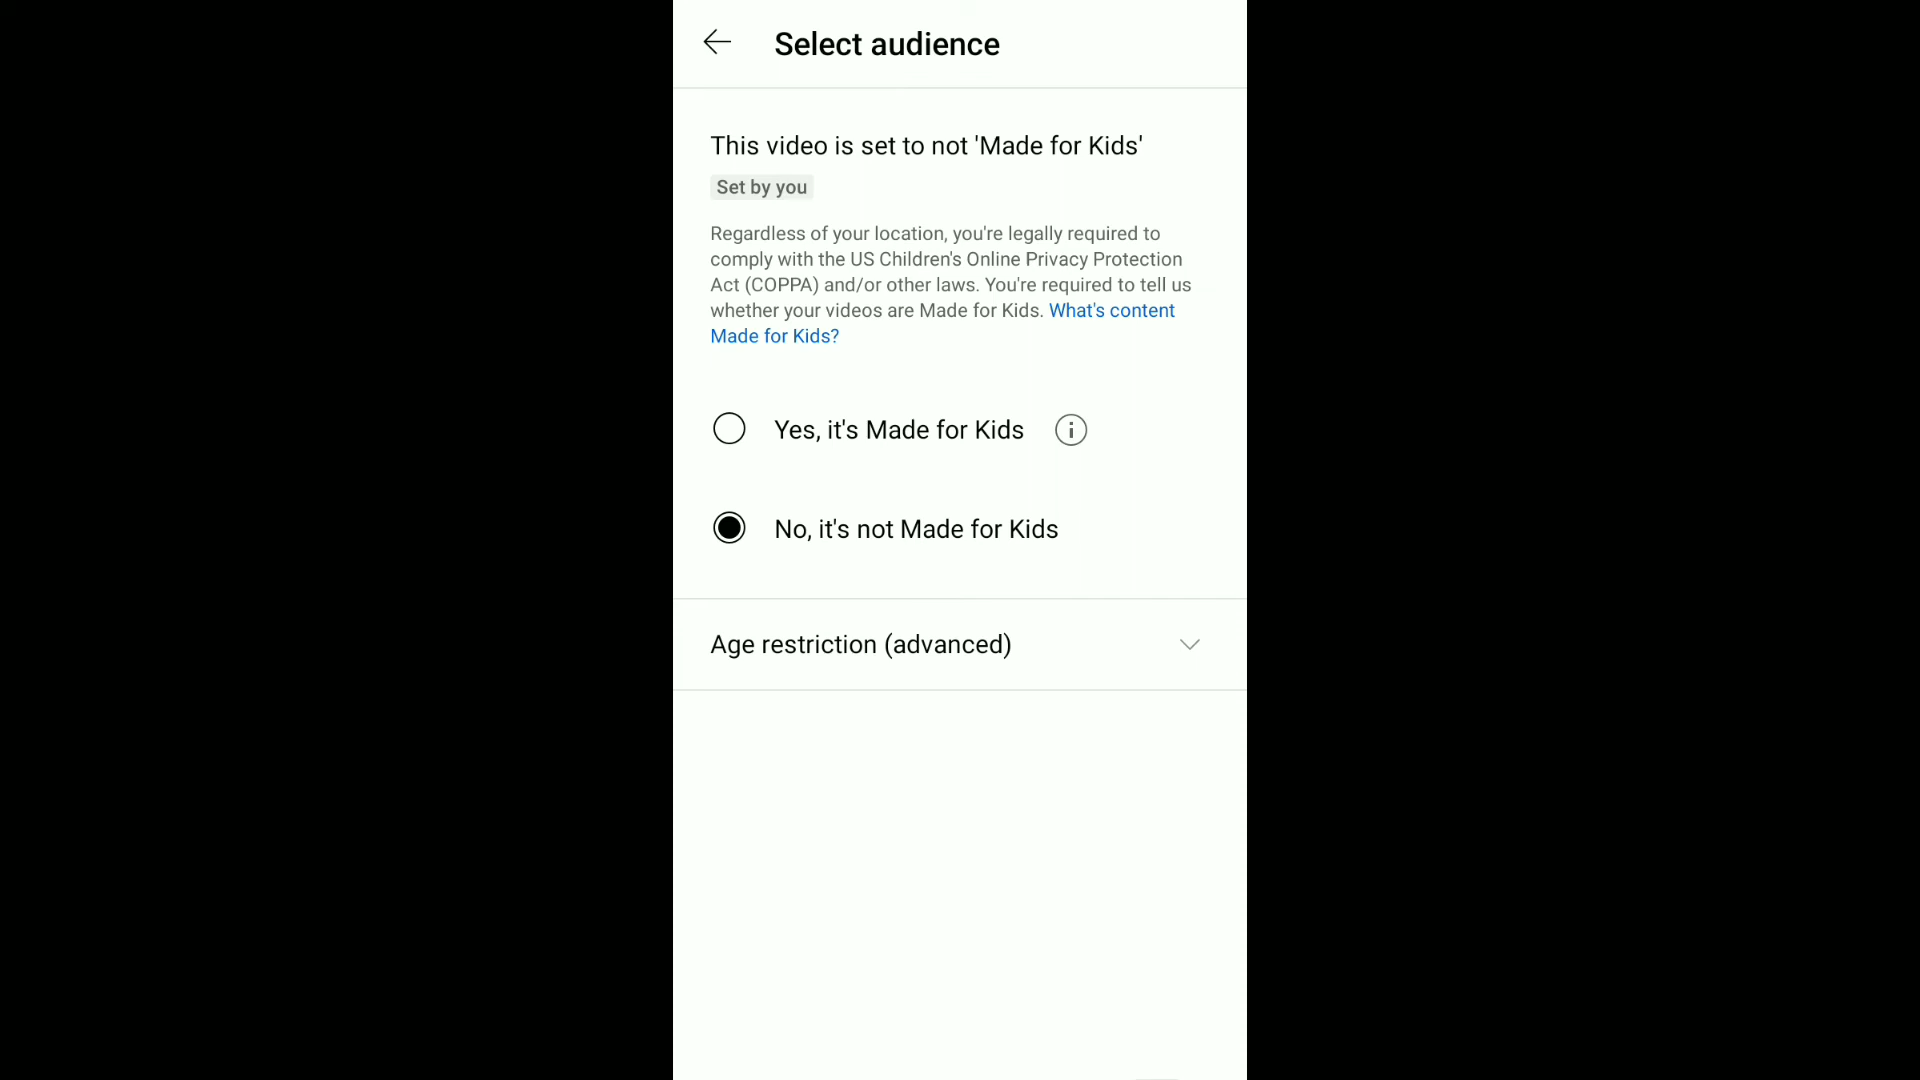 Select audience
This video is set to not 'Made for Kids'
Set by you
Regardless of your location, you're legally required to
comply with the US Children's Online Privacy Protection
Act (COPPA) and/or other laws. You're required to tell us
whether your videos are Made for Kids. What's content
Made for Kids?
Yes, it's Made for Kids
No, it's not Made for Kids
Age restriction (advanced)